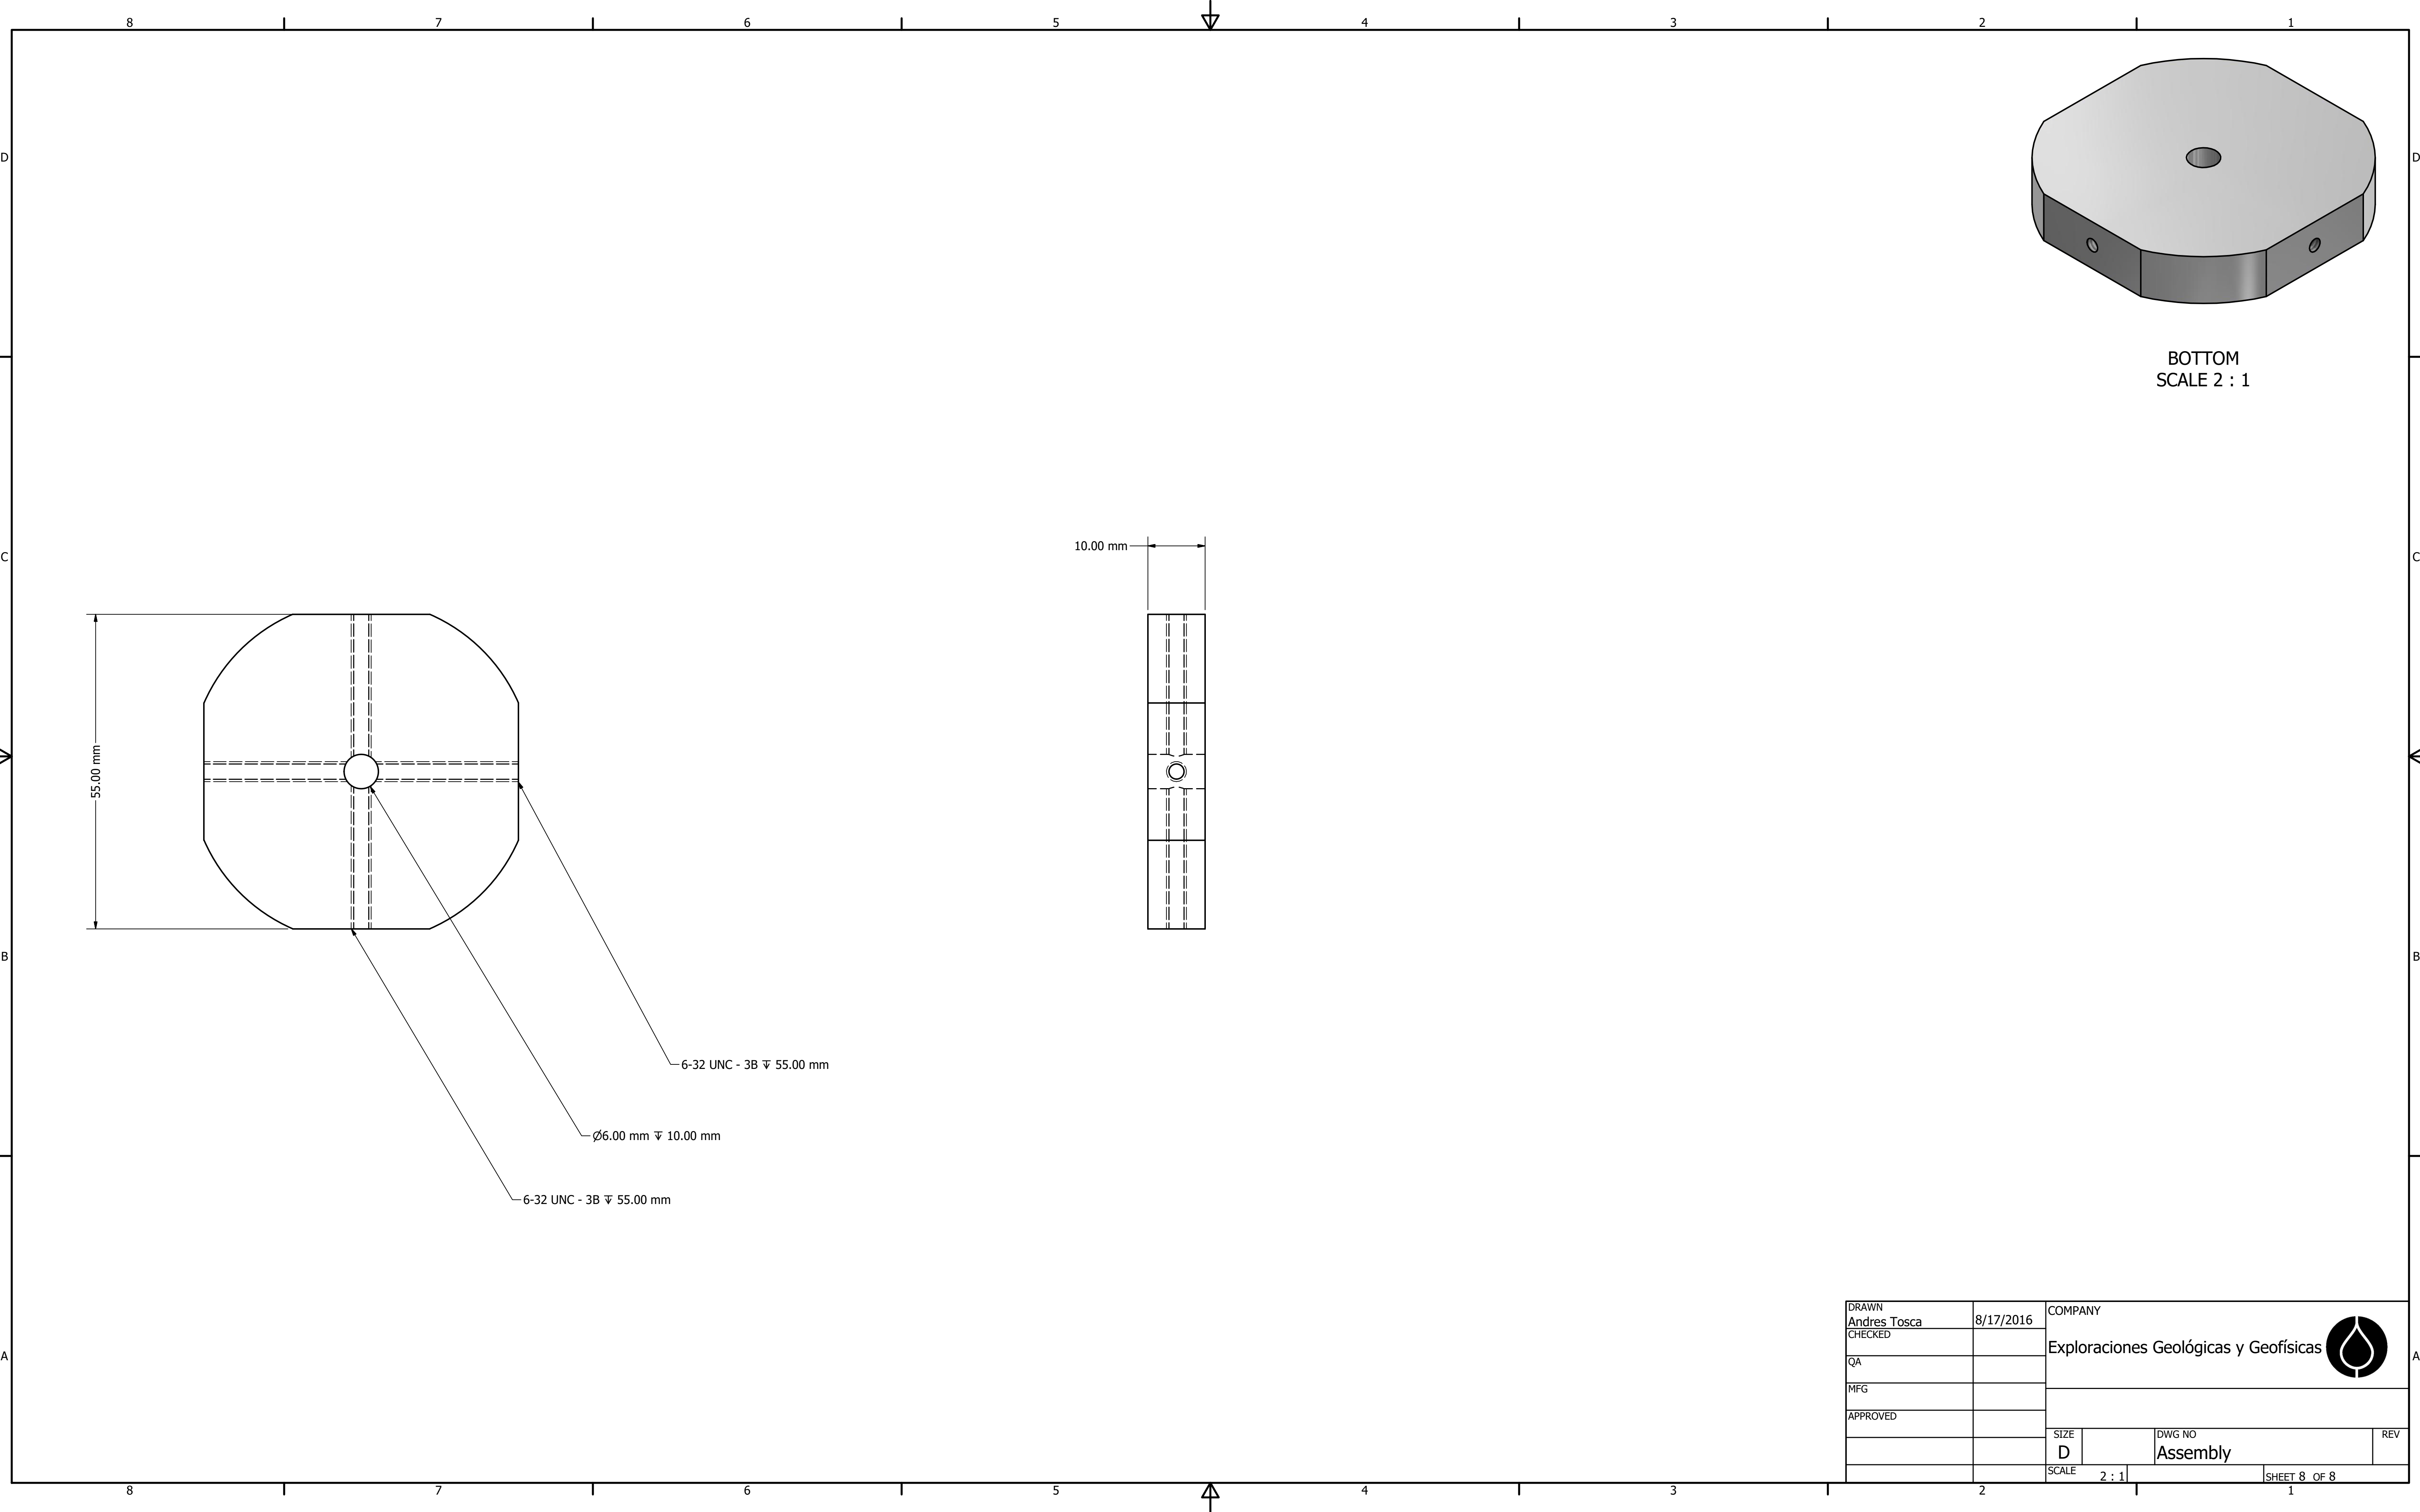 8 7 6 5 4 3 2 1
D D
BOTTOM
SCALE 2 : 1
10.00 mm
C C
55.00 mm
B B
6-32 UNC - 3B ↧ 55.00 mm
⌀6.00 mm ↧ 10.00 mm
6-32 UNC - 3B ↧ 55.00 mm
A A
DRAWN
Andres Tosca 8/17/2016
CHECKED
QA
MFG
APPROVED
COMPANY
Exploraciones Geológicas y Geofísicas
SIZE
D
DWG NO
Assembly
REV
SCALE 2 : 1
SHEET 8 OF 8
8 7 6 5 4 3 2 1